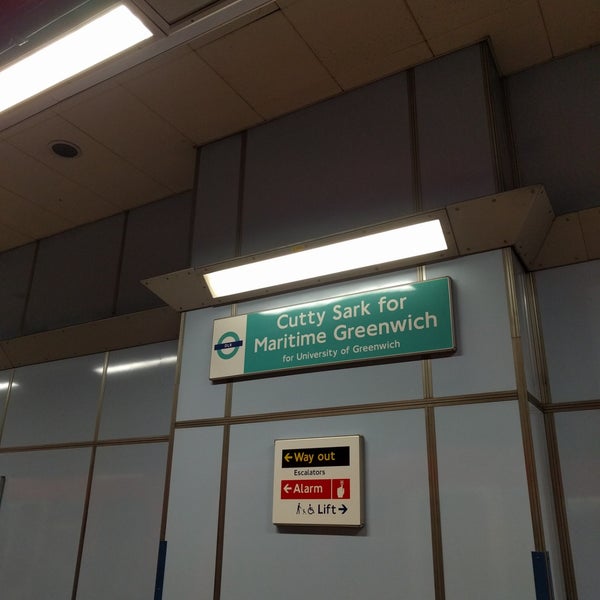 Cutty Sark for
Maritime Greenwich
for University of Greenwich
DLR
Way out
Escalators
Alarm
Lift